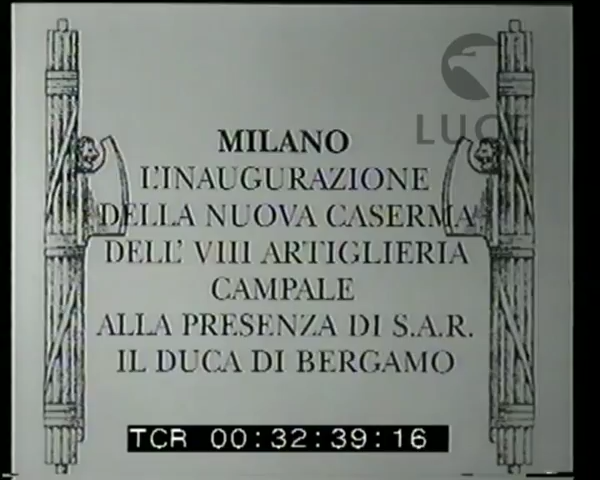 LUCE
MILANO
L'INAUGURAZIONE
DELLA NUOVA CASERMA
DELL' VIII ARTIGLIERIA
CAMPALE
ALLA PRESENZA DI S.A.R.
IL DUCA DI BERGAMO
TCR 00:32:39:16